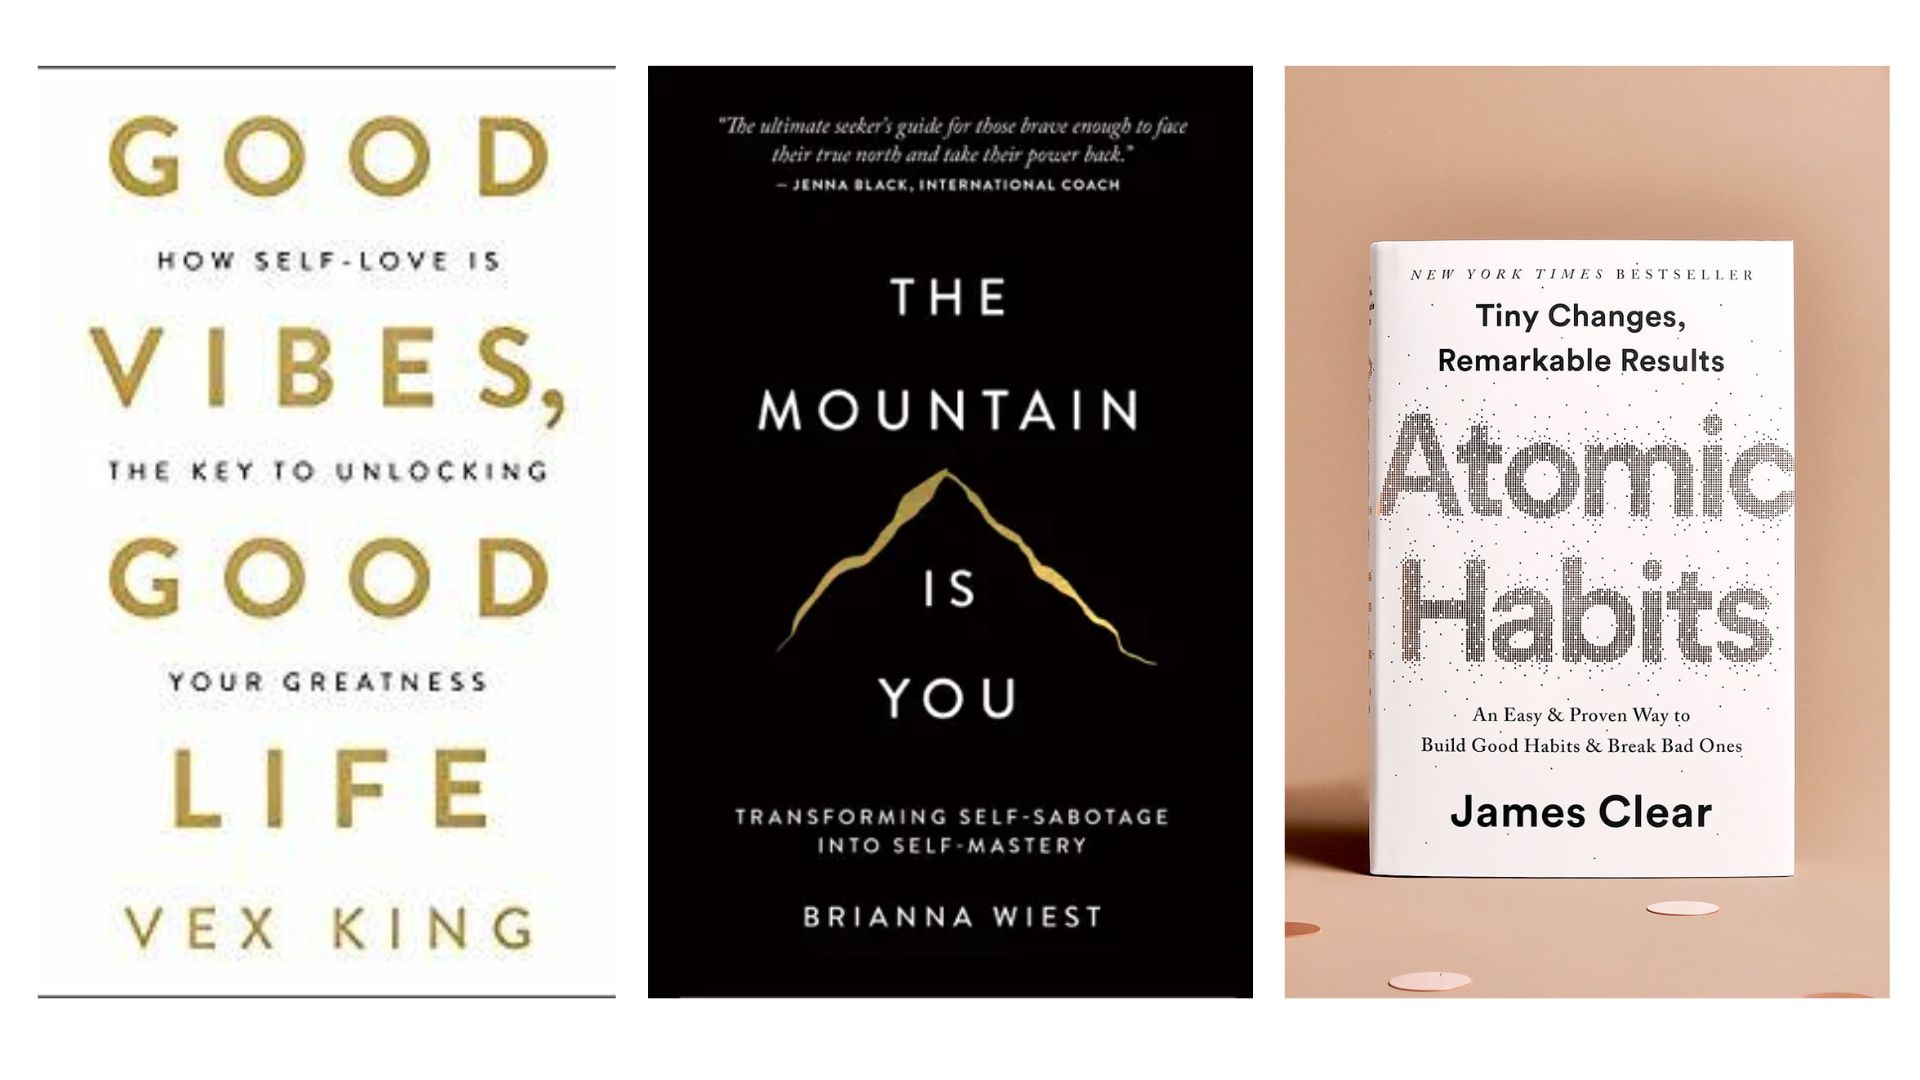 GOOD
HOW SELF-LOVE IS
VIBES,
THE KEY TO UNLOCKING
GOOD
YOUR GREATNESS
LIFE
VEX KING
"The ultimate seeker's guide for those brave enough to face
their true north and take their power back."
– JENNA BLACK, INTERNATIONAL COACH
THE
MOUNTAIN
IS
YOU
TRANSFORMING SELF-SABOTAGE
INTO SELF-MASTERY
BRIANNA WIEST
NEW YORK TIMES BESTSELLER
Tiny Changes,
Remarkable Results
Atomic
Habits
An Easy & Proven Way to
Build Good Habits & Break Bad Ones
James Clear